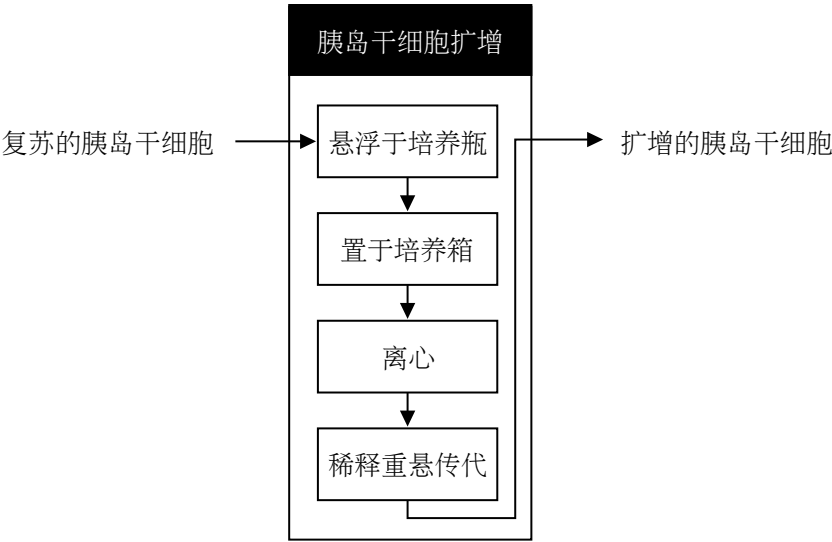 胰岛干细胞扩增
复苏的胰岛干细胞
悬浮于培养瓶
扩增的胰岛干细胞
置于培养箱
离心
稀释重悬传代